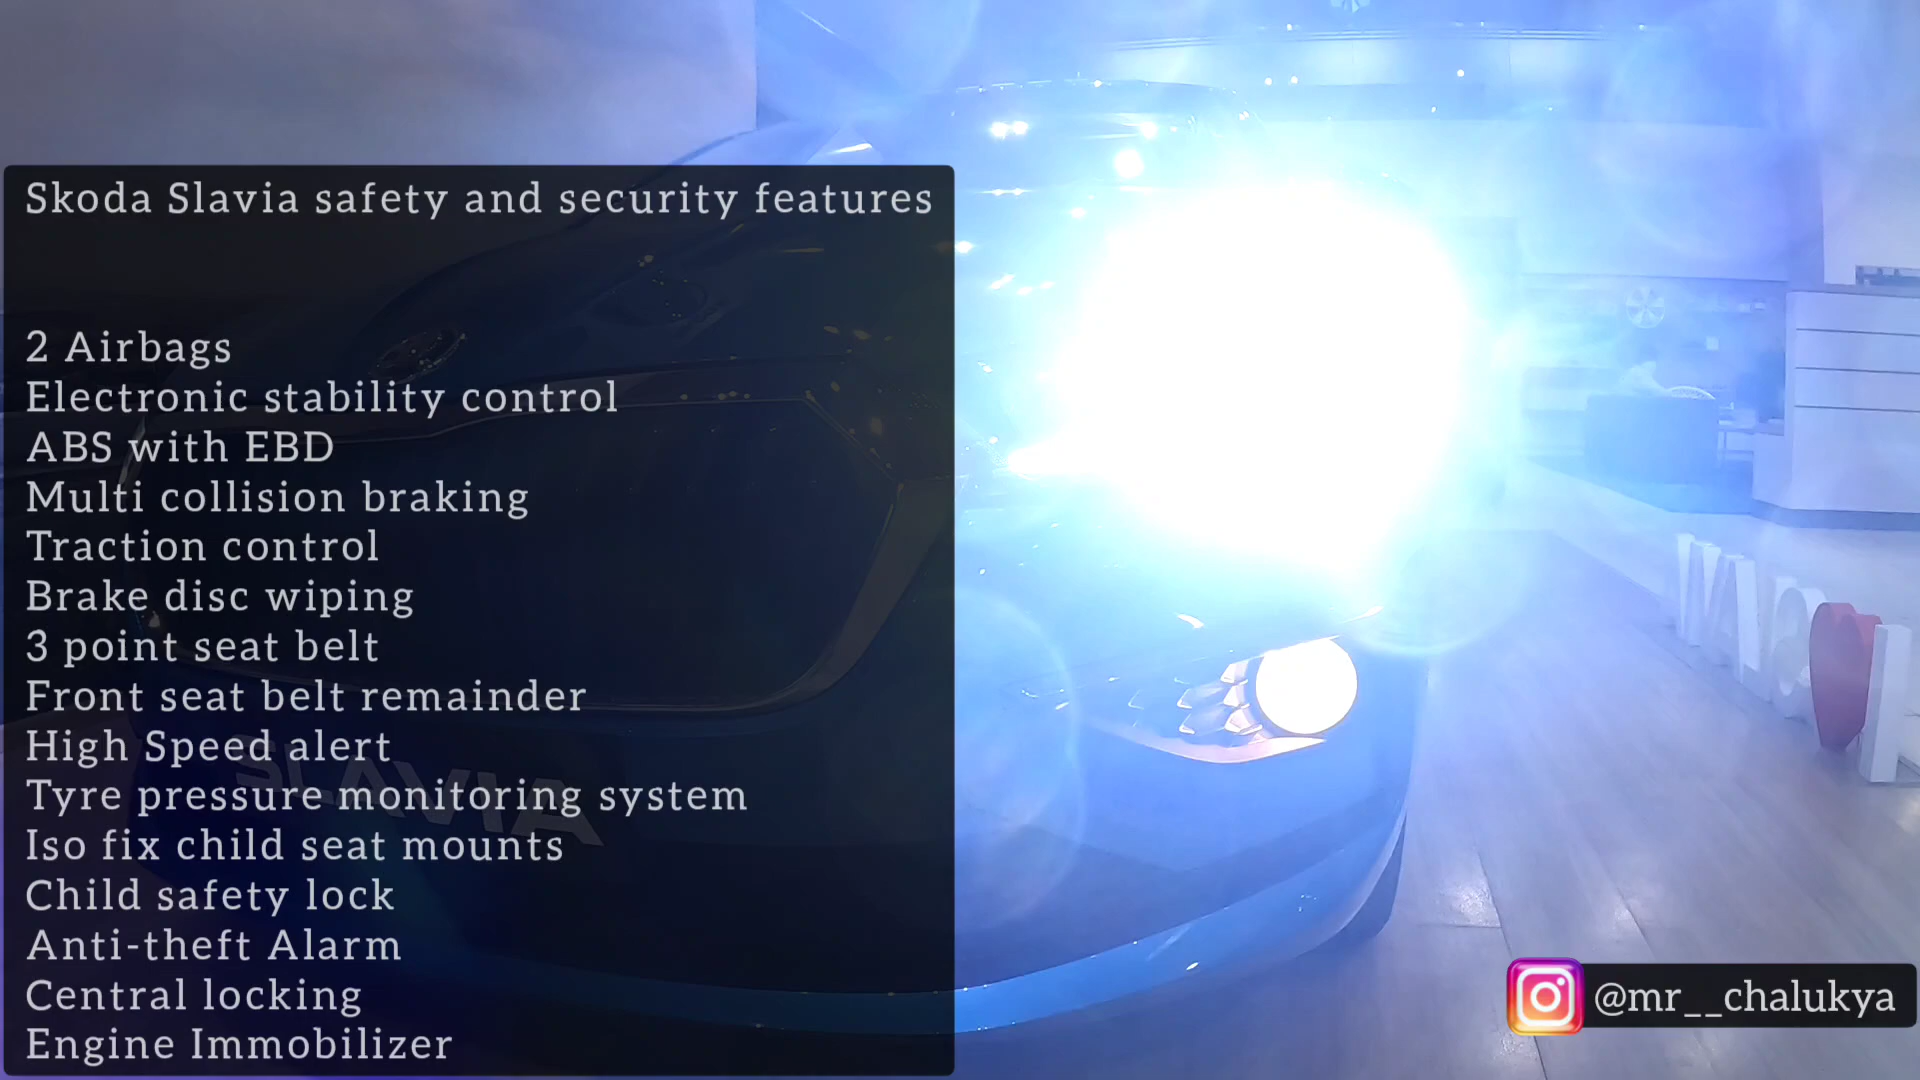 Skoda Slavia safety and security features
2 Airbags
Electronic stability control
ABS with EBD
Multi collision braking
Traction control
Brake disc wiping
3 point seat belt
Front seat belt remainder
High Speed alert
Tyre pressure monitoring system
Iso fix child seat mounts
Child safety lock
Anti-theft Alarm
Central locking
Engine Immobilizer
SLAVIA
@mr__chalukya